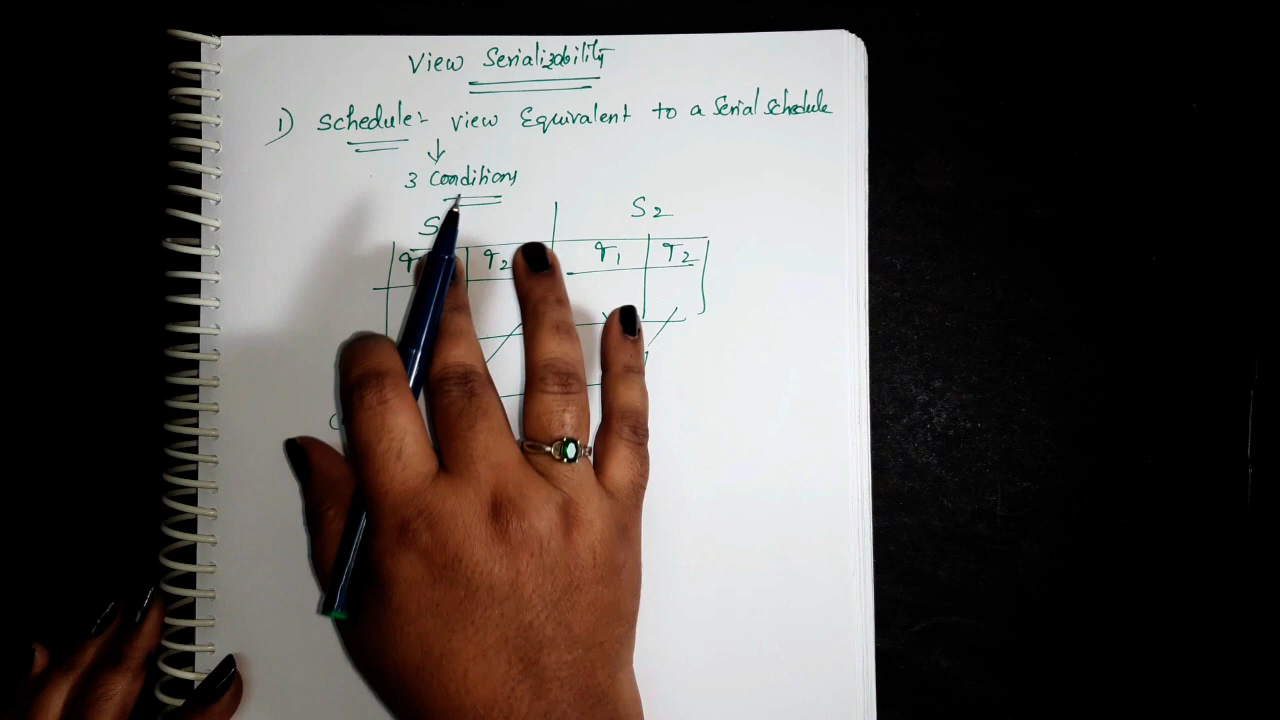 View Serializability
1) Schedule:- view Equivalent to a Serial Schedule
↓
3 Conditions
S S2
T T2 T1 T2